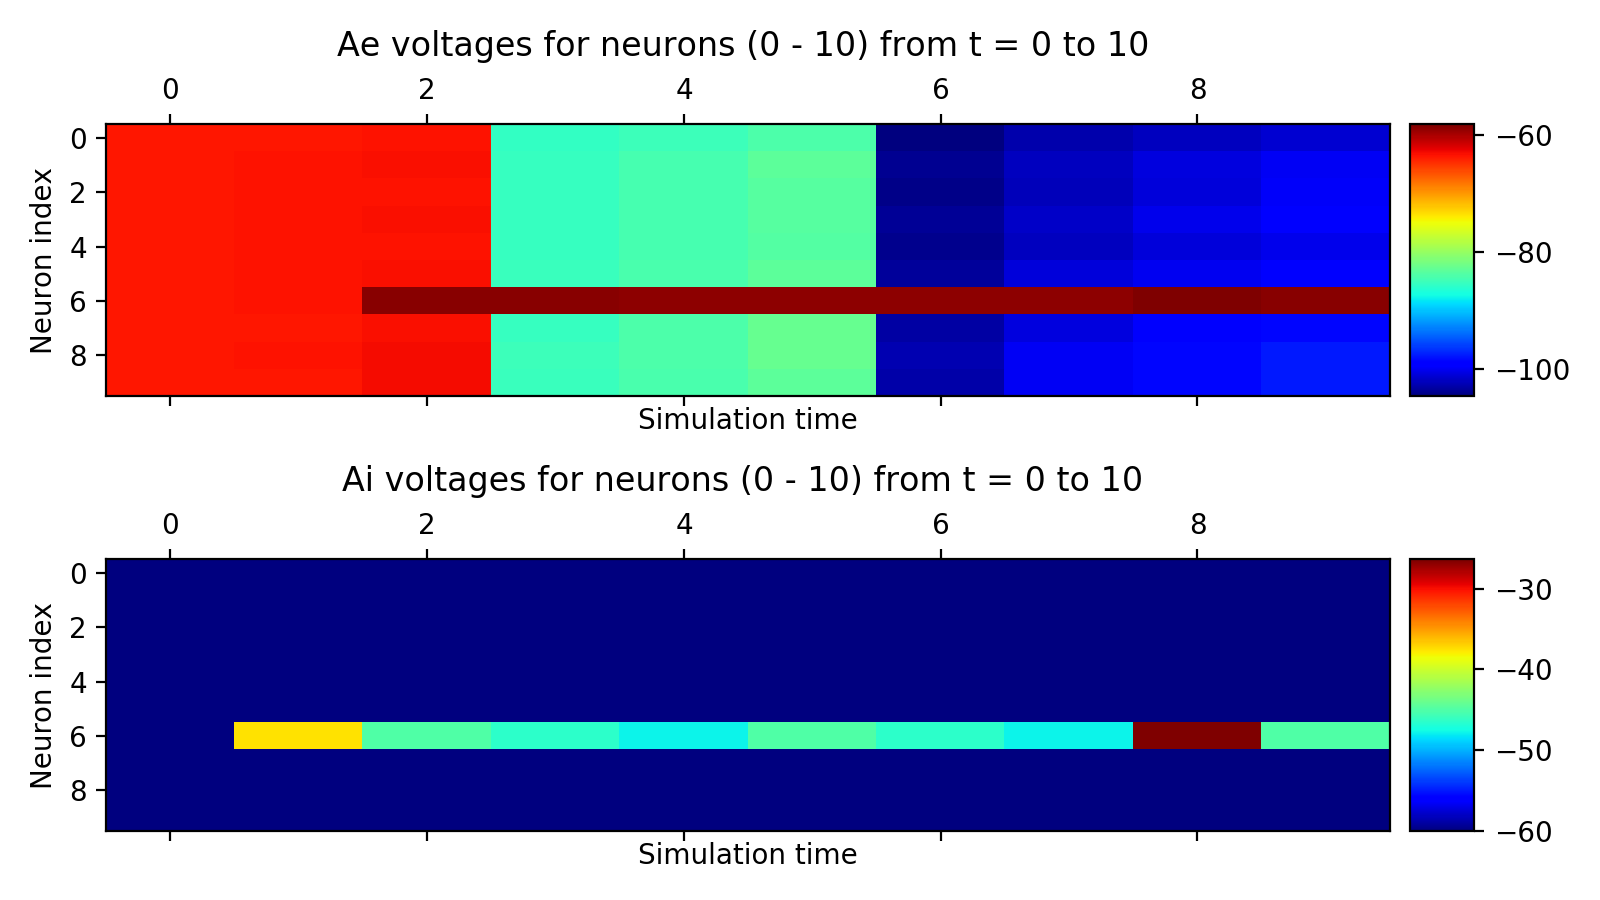 Ae voltages for neurons (0 - 10) from t = 0 to 10
0 2 4 6 8
Neuron index
0
2
4
6
8
−60
−80
−100
Simulation time
Ai voltages for neurons (0 - 10) from t = 0 to 10
0 2 4 6 8
Neuron index
0
2
4
6
8
−30
−40
−50
−60
Simulation time